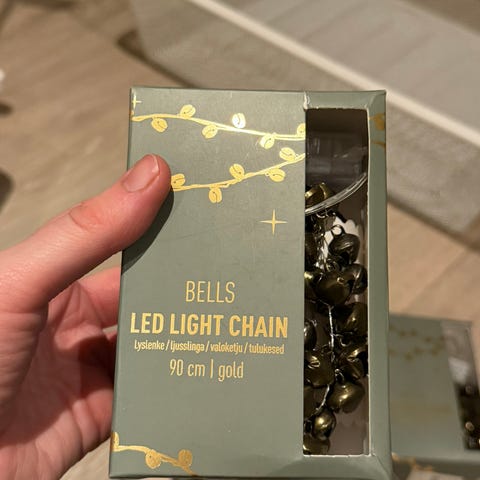 BELLS
LED LIGHT CHAIN
Lyslenke / ljusslinga / valoketju / tulukesed
90 cm | gold